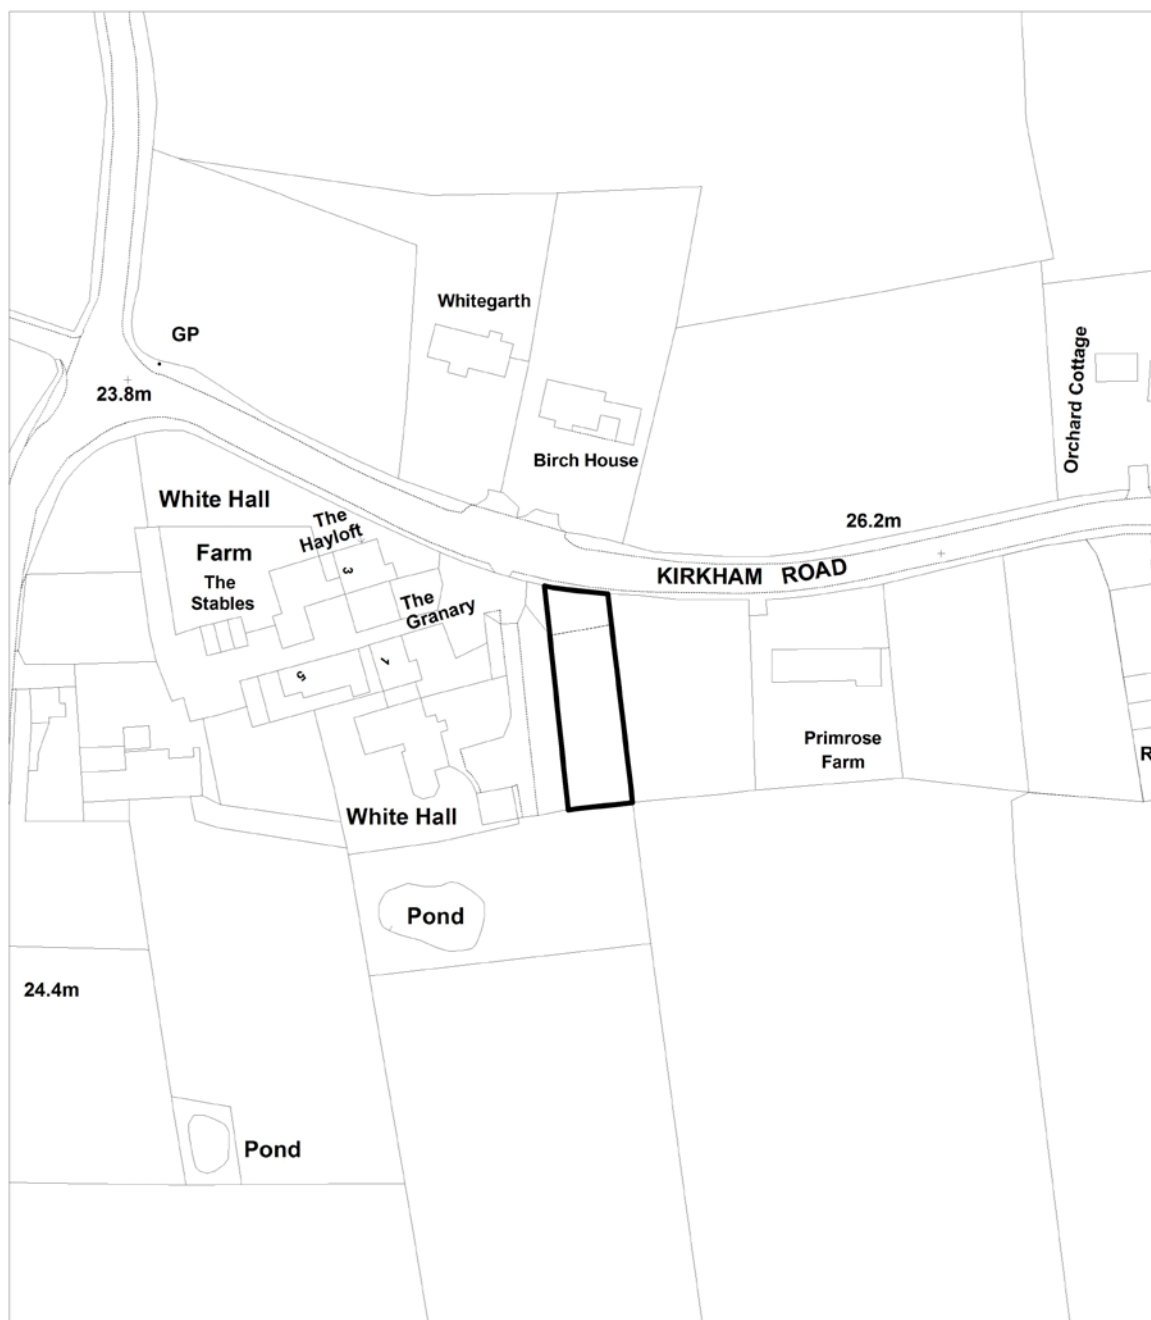 Whitegarth
GP
23.8m
Birch House
Orchard Cottage
26.2m
KIRKHAM ROAD
White Hall
Farm
The
Stables
The
Hayloft
3
The
Granary
1
5
White Hall
Primrose
Farm
R
Pond
24.4m
Pond